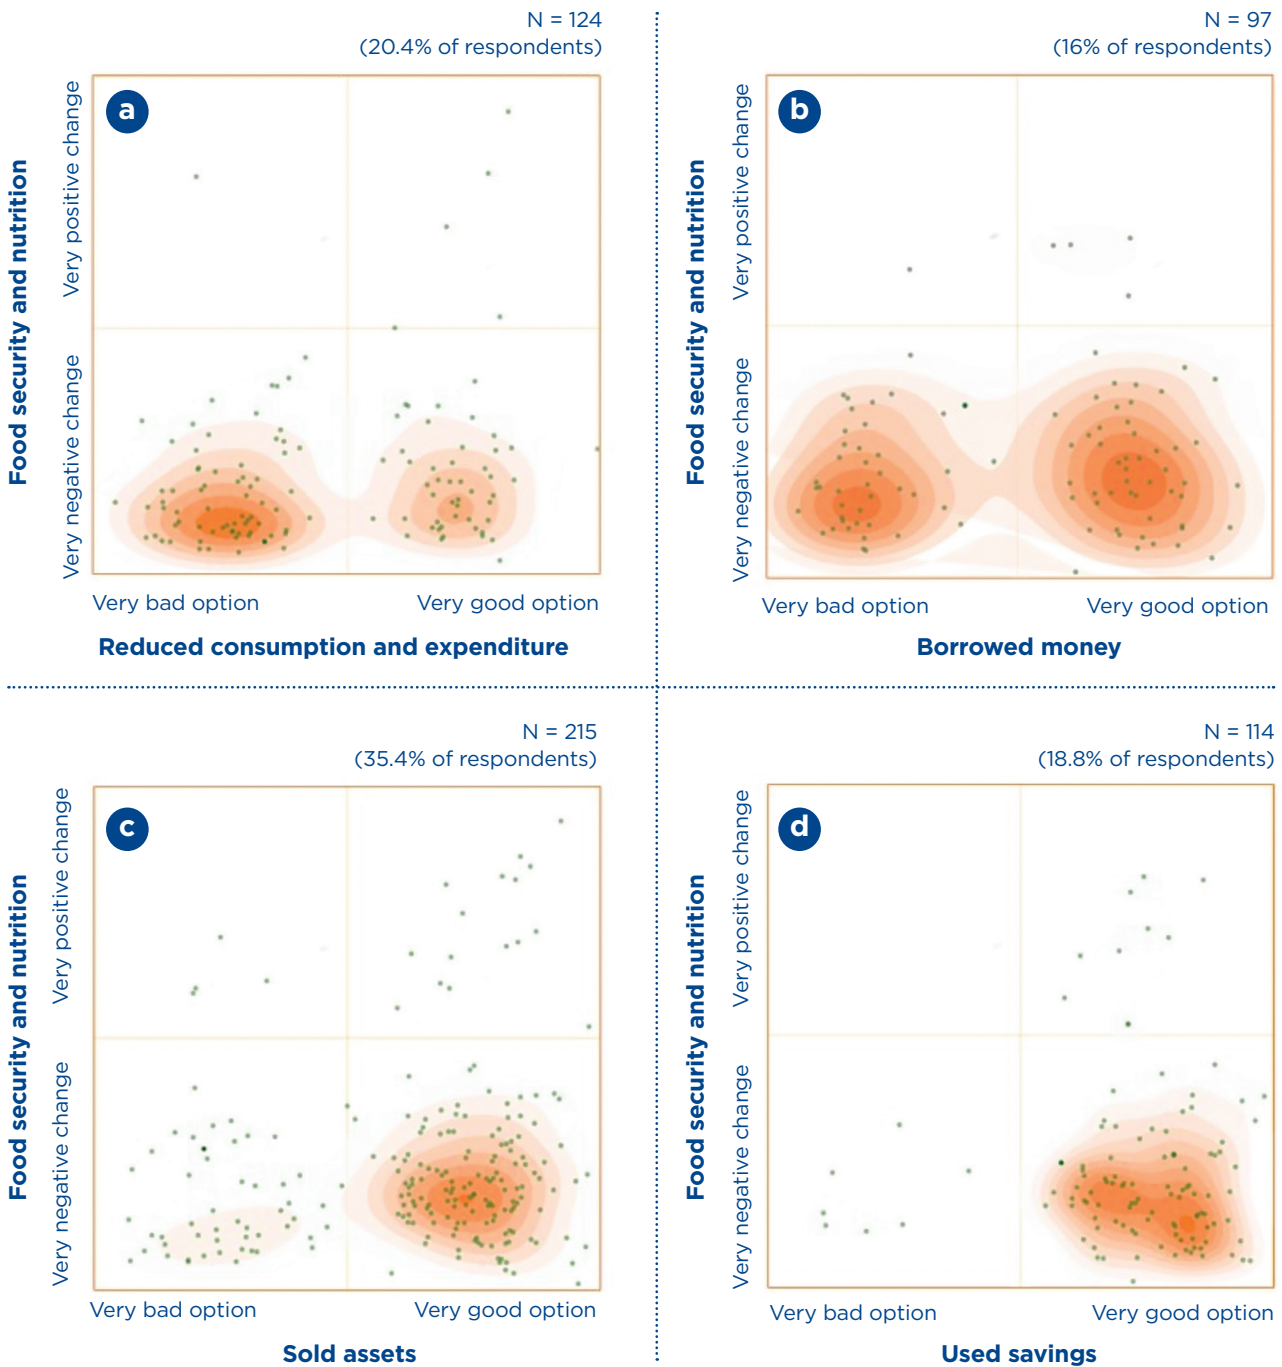 N = 124
(20.4% of respondents)
a
Food security and nutrition
Very positive change
Very negative change
Very bad option
Very good option
Reduced consumption and expenditure
N = 97
(16% of respondents)
b
Food security and nutrition
Very positive change
Very negative change
Very bad option
Very good option
Borrowed money
N = 215
(35.4% of respondents)
c
Food security and nutrition
Very positive change
Very negative change
Very bad option
Very good option
Sold assets
N = 114
(18.8% of respondents)
d
Food security and nutrition
Very positive change
Very negative change
Very bad option
Very good option
Used savings